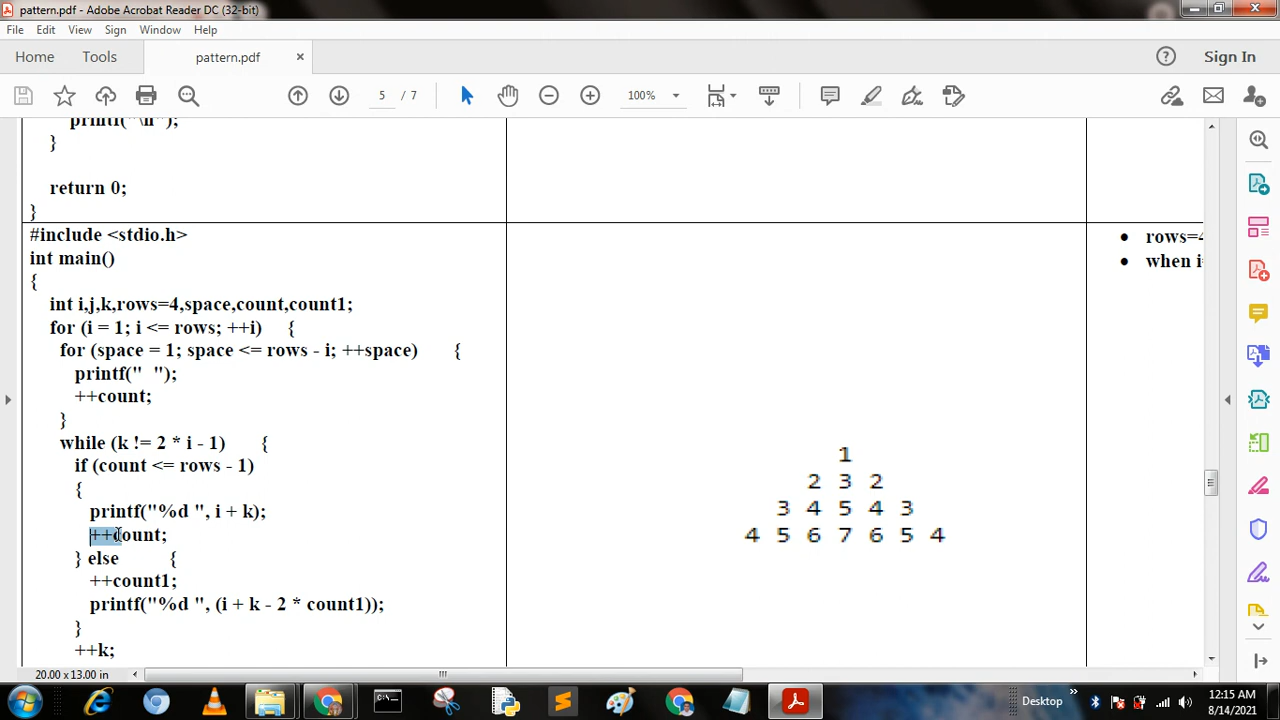 pattern.pdf - Adobe Acrobat Reader DC (32-bit)
File Edit View Sign Window Help
Home Tools pattern.pdf × Sign In
5 / 7 100%
printf("\n");
}
return 0;
}
#include <stdio.h>
int main()
{
int i,j,k,rows=4,space,count,count1;
for (i = 1; i <= rows; ++i) {
for (space = 1; space <= rows - i; ++space) {
printf("  ");
++count;
}
while (k != 2 * i - 1) {
if (count <= rows - 1)
{
printf("%d ", i + k);
++count;
} else {
++count1;
printf("%d ", (i + k - 2 * count1));
}
++k;
1
2 3 2
3 4 5 4 3
4 5 6 7 6 5 4
• rows=4
• when i=
20.00 x 13.00 in
Desktop
12:15 AM
8/14/2021